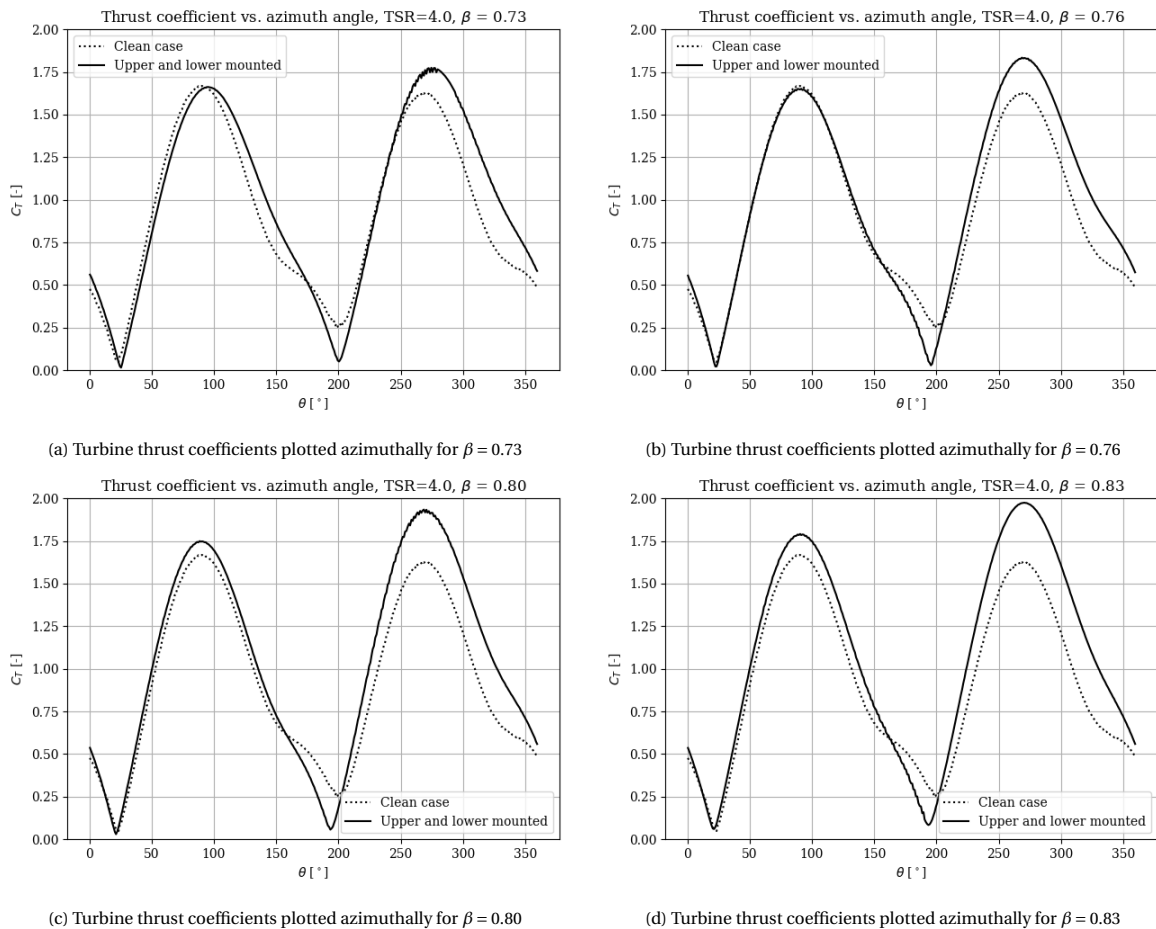 Thrust coefficient vs. azimuth angle, TSR=4.0, β = 0.73
2.00
1.75
1.50
1.25
1.00
0.75
0.50
0.25
0.00
C_T [-]
Clean case
Upper and lower mounted
0 50 100 150 200 250 300 350
θ [°]
(a) Turbine thrust coefficients plotted azimuthally for β = 0.73
Thrust coefficient vs. azimuth angle, TSR=4.0, β = 0.76
2.00
1.75
1.50
1.25
1.00
0.75
0.50
0.25
0.00
C_T [-]
Clean case
Upper and lower mounted
0 50 100 150 200 250 300 350
θ [°]
(b) Turbine thrust coefficients plotted azimuthally for β = 0.76
Thrust coefficient vs. azimuth angle, TSR=4.0, β = 0.80
2.00
1.75
1.50
1.25
1.00
0.75
0.50
0.25
0.00
C_T [-]
Clean case
Upper and lower mounted
0 50 100 150 200 250 300 350
θ [°]
(c) Turbine thrust coefficients plotted azimuthally for β = 0.80
Thrust coefficient vs. azimuth angle, TSR=4.0, β = 0.83
2.00
1.75
1.50
1.25
1.00
0.75
0.50
0.25
0.00
C_T [-]
Clean case
Upper and lower mounted
0 50 100 150 200 250 300 350
θ [°]
(d) Turbine thrust coefficients plotted azimuthally for β = 0.83